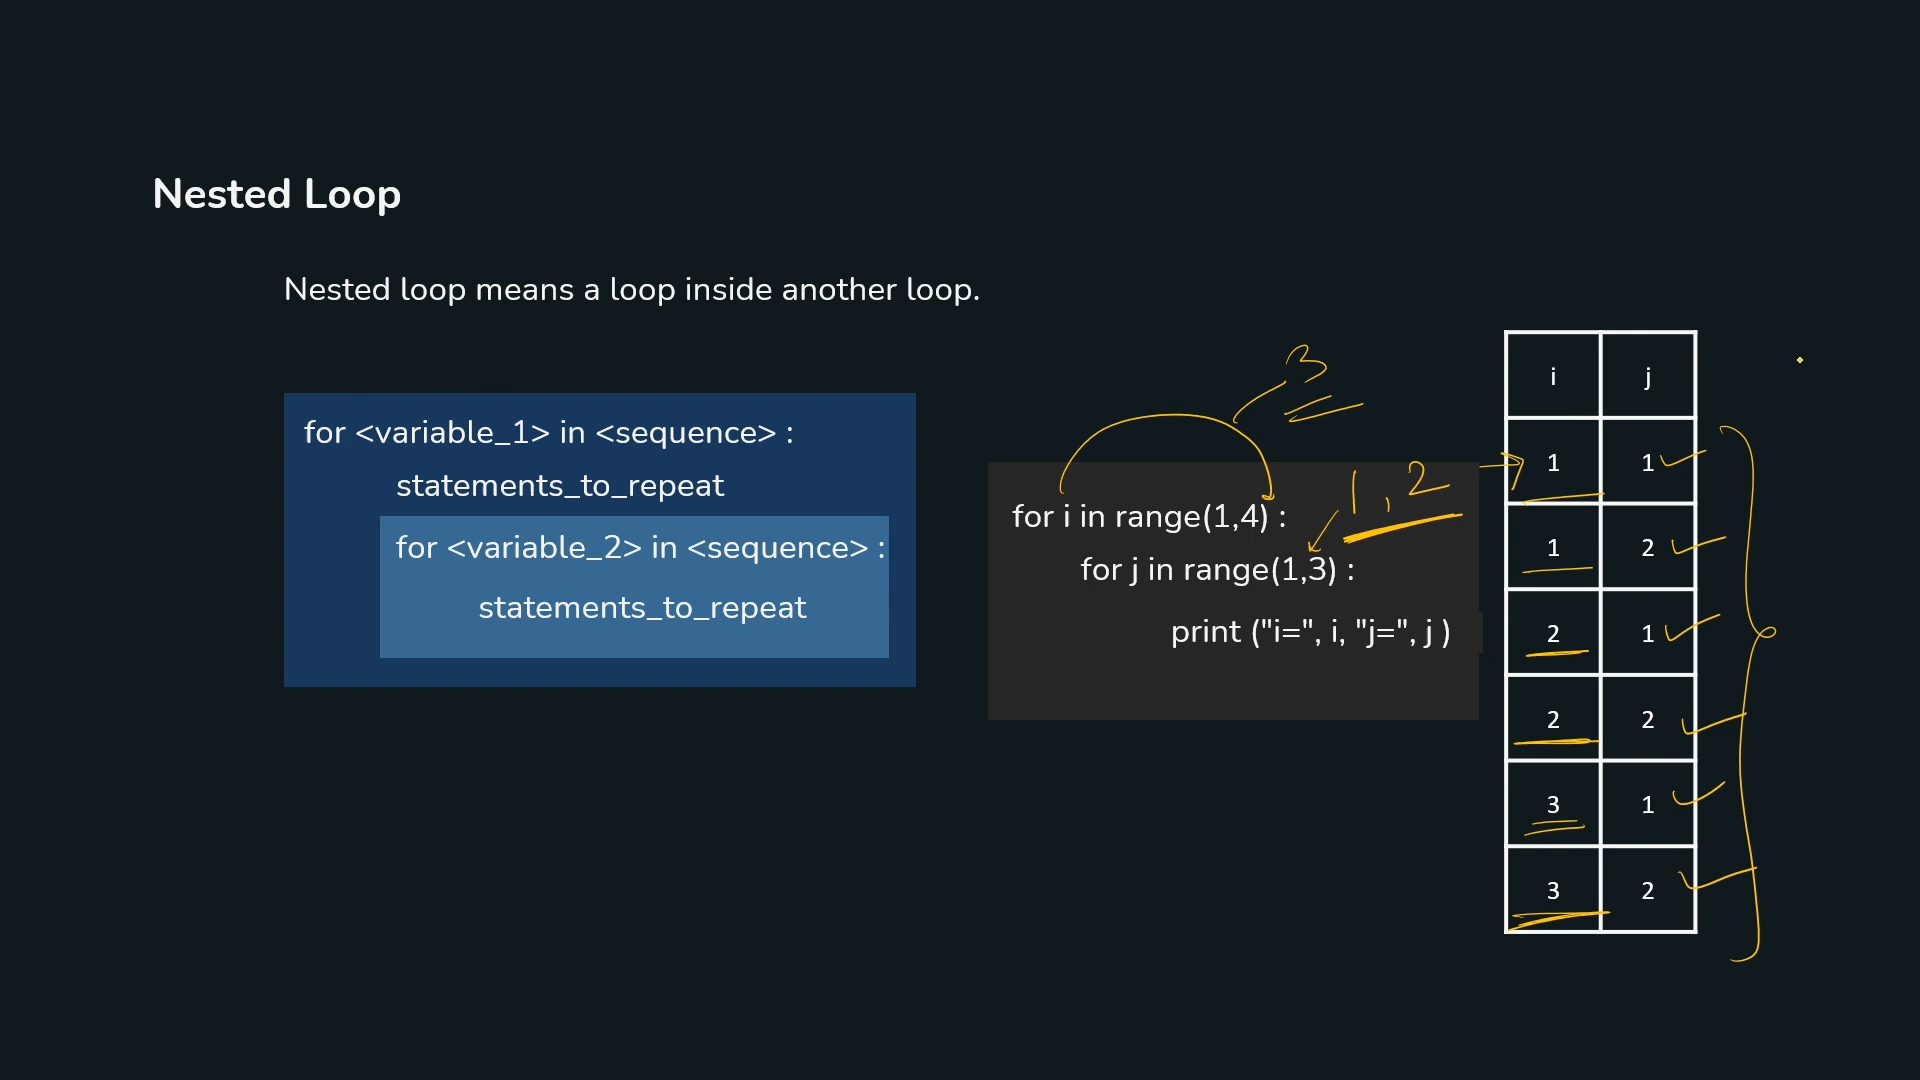 Nested Loop
Nested loop means a loop inside another loop.
for <variable_1> in <sequence> :
statements_to_repeat
for <variable_2> in <sequence> :
statements_to_repeat
3
1, 2
for i in range(1,4) :
for j in range(1,3) :
print ("i=", i, "j=", j )
i j
1 1
1 2
2 1
2 2
3 1
3 2